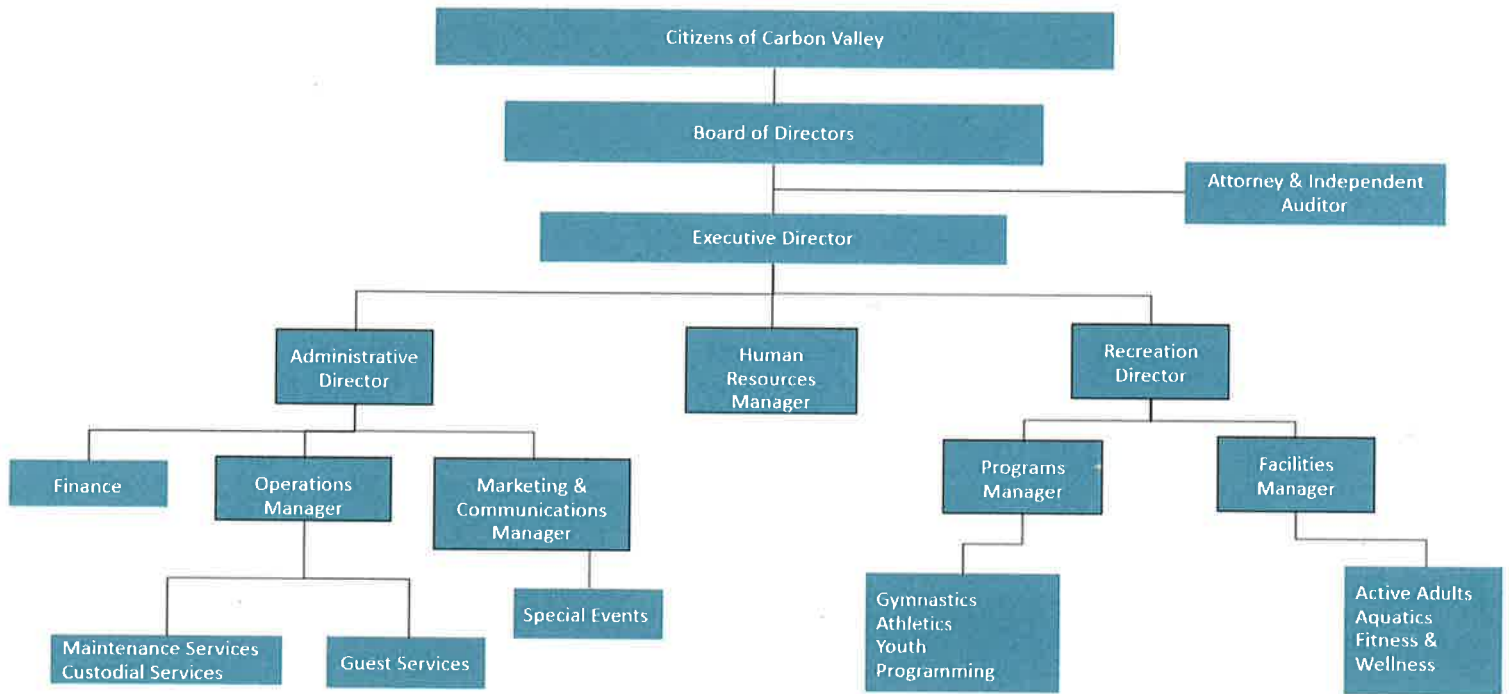 Citizens of Carbon Valley
Board of Directors
Attorney & Independent
Auditor
Executive Director
Administrative
Director
Human
Resources
Manager
Recreation
Director
Finance
Operations
Manager
Marketing &
Communications
Manager
Programs
Manager
Facilities
Manager
Maintenance Services
Custodial Services
Guest Services
Special Events
Gymnastics
Athletics
Youth
Programming
Active Adults
Aquatics
Fitness &
Wellness